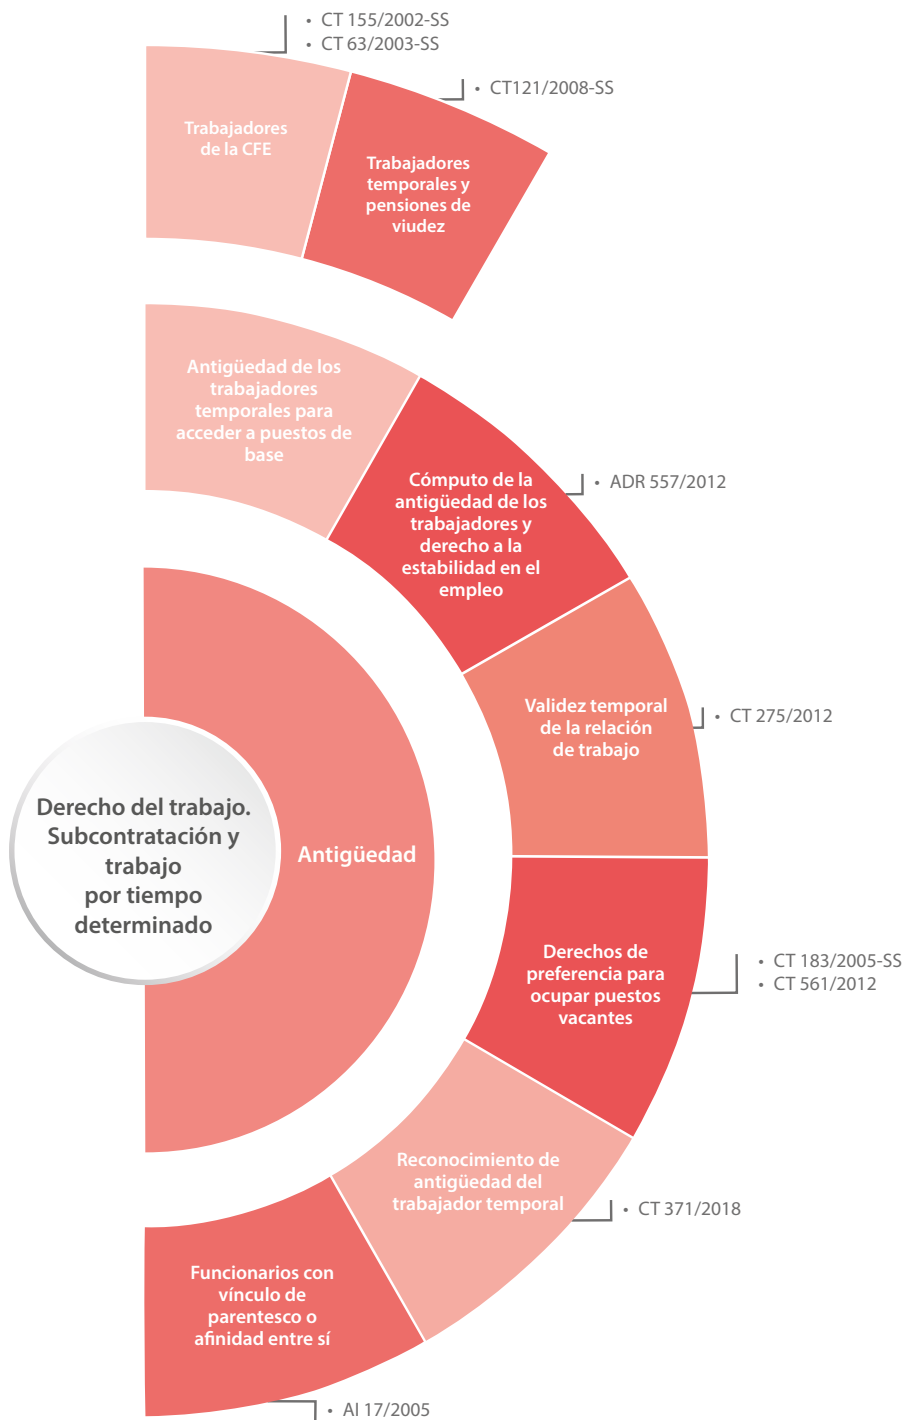 • CT 155/2002-SS
• CT 63/2003-SS
• CT121/2008-SS
Trabajadores
de la CFE
Trabajadores
temporales y
pensiones de
viudez
Antigüedad de los
trabajadores
temporales para
acceder a puestos de
base
Cómputo de la
antigüedad de los
trabajadores y
derecho a la
estabilidad en el
empleo
• ADR 557/2012
Validez temporal
de la relación
de trabajo
• CT 275/2012
Derecho del trabajo.
Subcontratación y
trabajo
por tiempo
determinado
Antigüedad
Derechos de
preferencia para
ocupar puestos
vacantes
• CT 183/2005-SS
• CT 561/2012
Reconocimiento de
antigüedad del
trabajador temporal
• CT 371/2018
Funcionarios con
vínculo de
parentesco o
afinidad entre sí
• AI 17/2005